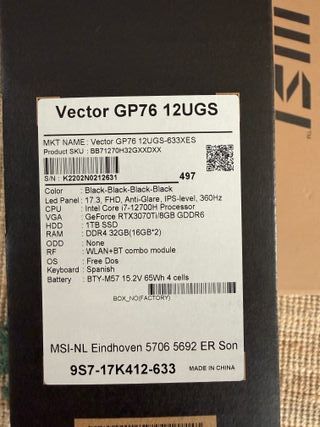 Vector GP76 12UGS
MKT NAME : Vector GP76 12UGS-633XES
Product SKU : BB71270H32GXXDXX
S/N : K2202N0212631
497
Color : Black-Black-Black-Black
Led Panel : 17.3, FHD, Anti-Glare, IPS-level, 360Hz
CPU : Intel Core i7-12700H Processor
VGA : GeForce RTX3070Ti/8GB GDDR6
HDD : 1TB SSD
RAM : DDR4 32GB(16GB*2)
ODD : None
RF : WLAN+BT combo module
OS : Free Dos
Keyboard : Spanish
Battery : BTY-M57 15.2V 65Wh 4 cells
BOX_NO(FACTORY)
MSI-NL Eindhoven 5706 5692 ER Son
9S7-17K412-633
MADE IN CHINA
msi